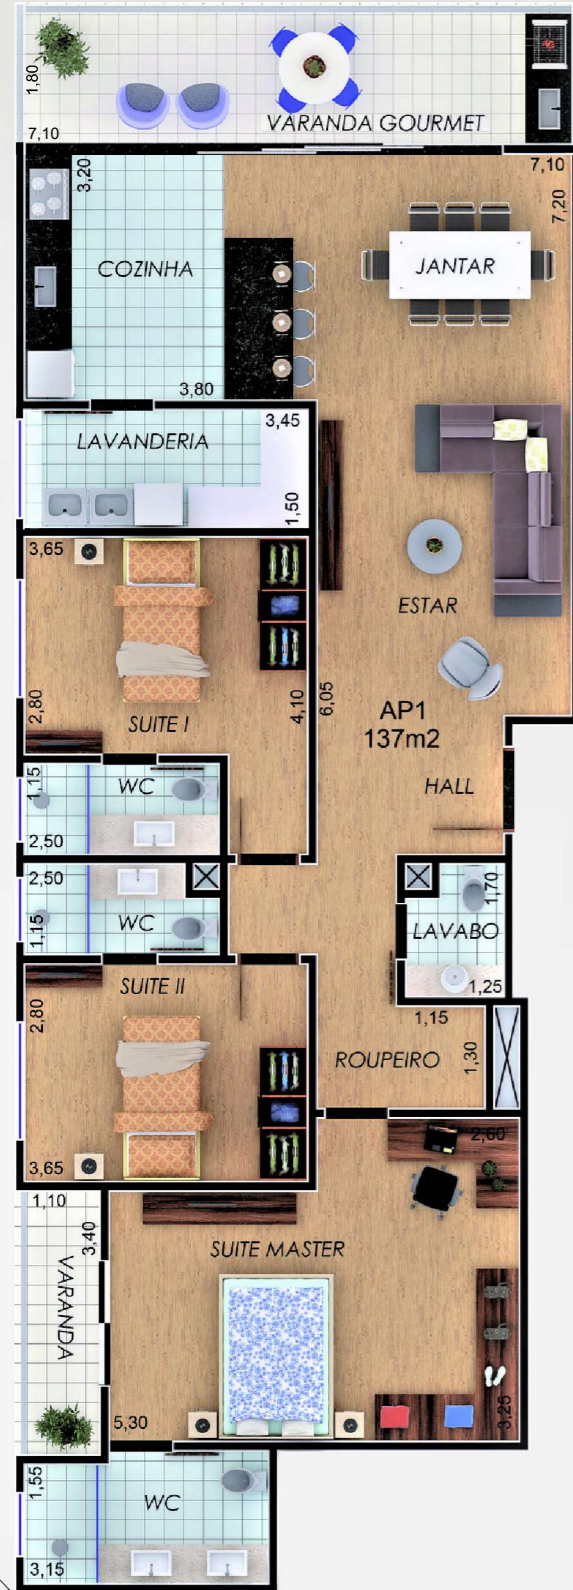 1,80
7,10
VARANDA GOURMET
3,20
7,10
7,20
COZINHA
JANTAR
3,80
LAVANDERIA
3,45
1,50
3,65
ESTAR
2,80
SUITE I
4,10
6,05
AP1
137m2
1,15
WC
HALL
2,50
2,50
1,15
WC
1,70
LAVABO
1,25
SUITE II
2,80
1,15
ROUPEIRO
1,30
3,65
2,60
1,10
3,40
SUITE MASTER
VARANDA
5,30
3,25
1,55
WC
3,15